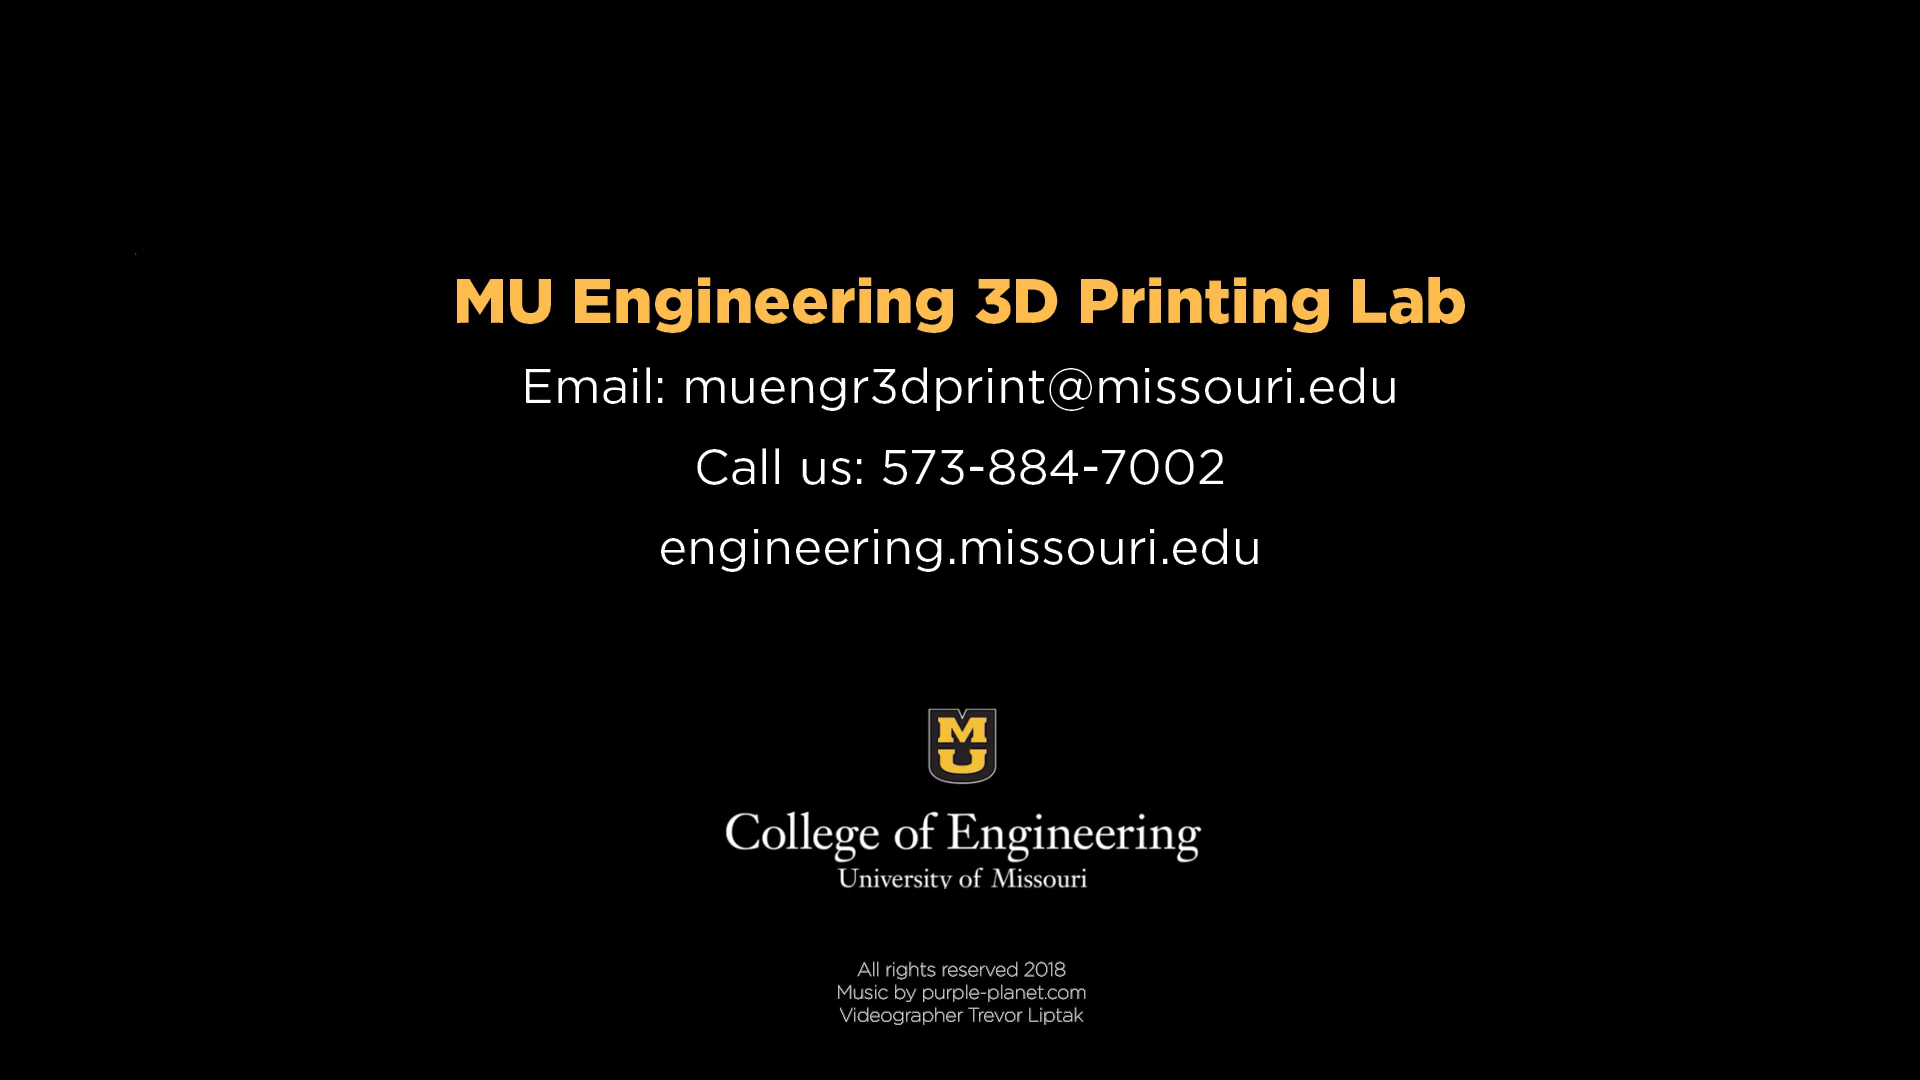 MU Engineering 3D Printing Lab
Email: muengr3dprint@missouri.edu
Call us: 573-884-7002
engineering.missouri.edu
MU
College of Engineering
University of Missouri
All rights reserved 2018
Music by purple-planet.com
Videographer Trevor Liptak